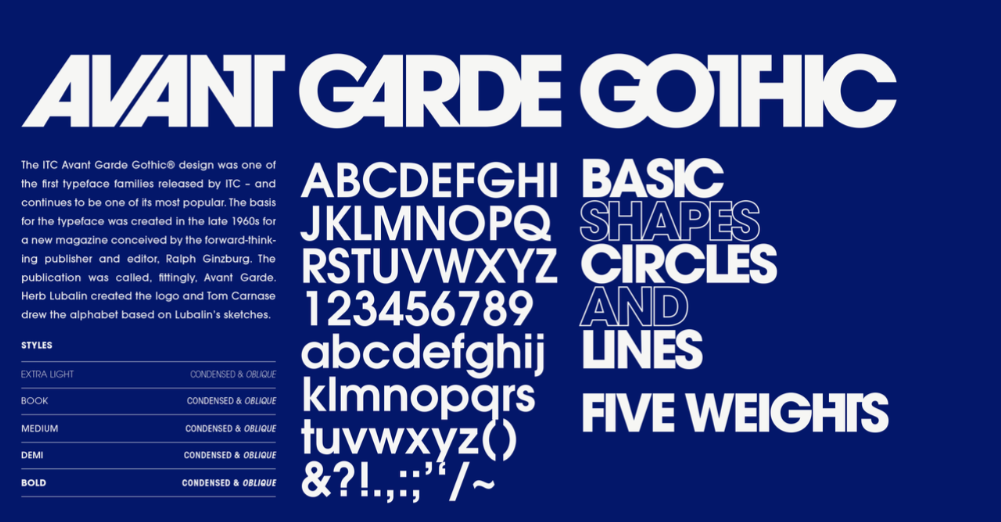 AVANT GARDE GOTHIC
The ITC Avant Garde Gothic® design was one of
the first typeface families released by ITC – and
continues to be one of its most popular. The basis
for the typeface was created in the late 1960s for
a new magazine conceived by the forward-think-
ing publisher and editor, Ralph Ginzburg. The
publication was called, fittingly, Avant Garde.
Herb Lubalin created the logo and Tom Carnase
drew the alphabet based on Lubalin’s sketches.
STYLES
EXTRA LIGHT CONDENSED & OBLIQUE
BOOK CONDENSED & OBLIQUE
MEDIUM CONDENSED & OBLIQUE
DEMI CONDENSED & OBLIQUE
BOLD CONDENSED & OBLIQUE
ABCDEFGHI
JKLMNOPQ
RSTUVWXYZ
123456789
abcdefghij
klmnopqrs
tuvwxyz()
&?!.,:;’‘/~
BASIC
SHAPES
CIRCLES
AND
LINES
FIVE WEIGHTS